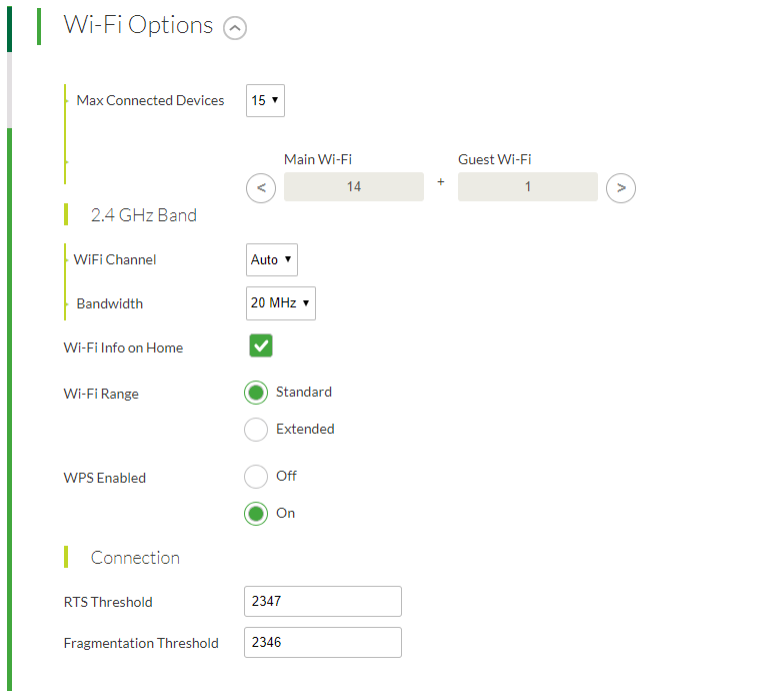 Wi-Fi Options
Max Connected Devices 15
Main Wi-Fi Guest Wi-Fi
< 14 + 1 >
2.4 GHz Band
WiFi Channel Auto
Bandwidth 20 MHz
Wi-Fi Info on Home
Wi-Fi Range Standard
Extended
WPS Enabled Off
On
Connection
RTS Threshold 2347
Fragmentation Threshold 2346